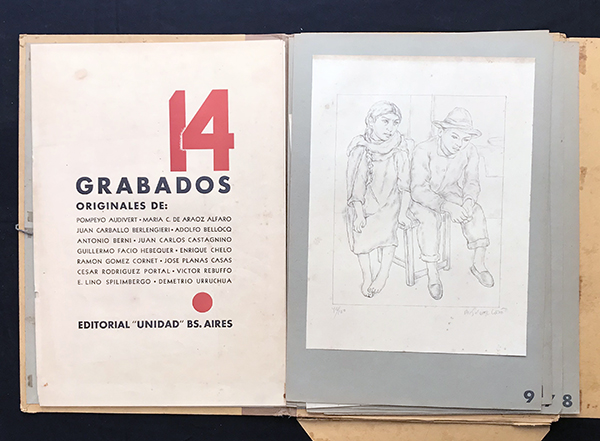 14
GRABADOS
ORIGINALES DE:
POMPEYO AUDIVERT • MARIA C. DE ARAOZ ALFARO
JUAN CARBALLO BERLENGIERI • ADOLFO BELLOCQ
ANTONIO BERNI • JUAN CARLOS CASTAGNINO
GUILLERMO FACIO HEBEQUER • ENRIQUE CHELO
RAMON GOMEZ CORNET • JOSE PLANAS CASAS
CESAR RODRIGUEZ PORTAL • VICTOR REBUFFO
E. LINO SPILIMBERGO • DEMETRIO URRUCHUA
EDITORIAL "UNIDAD" BS. AIRES
9
8